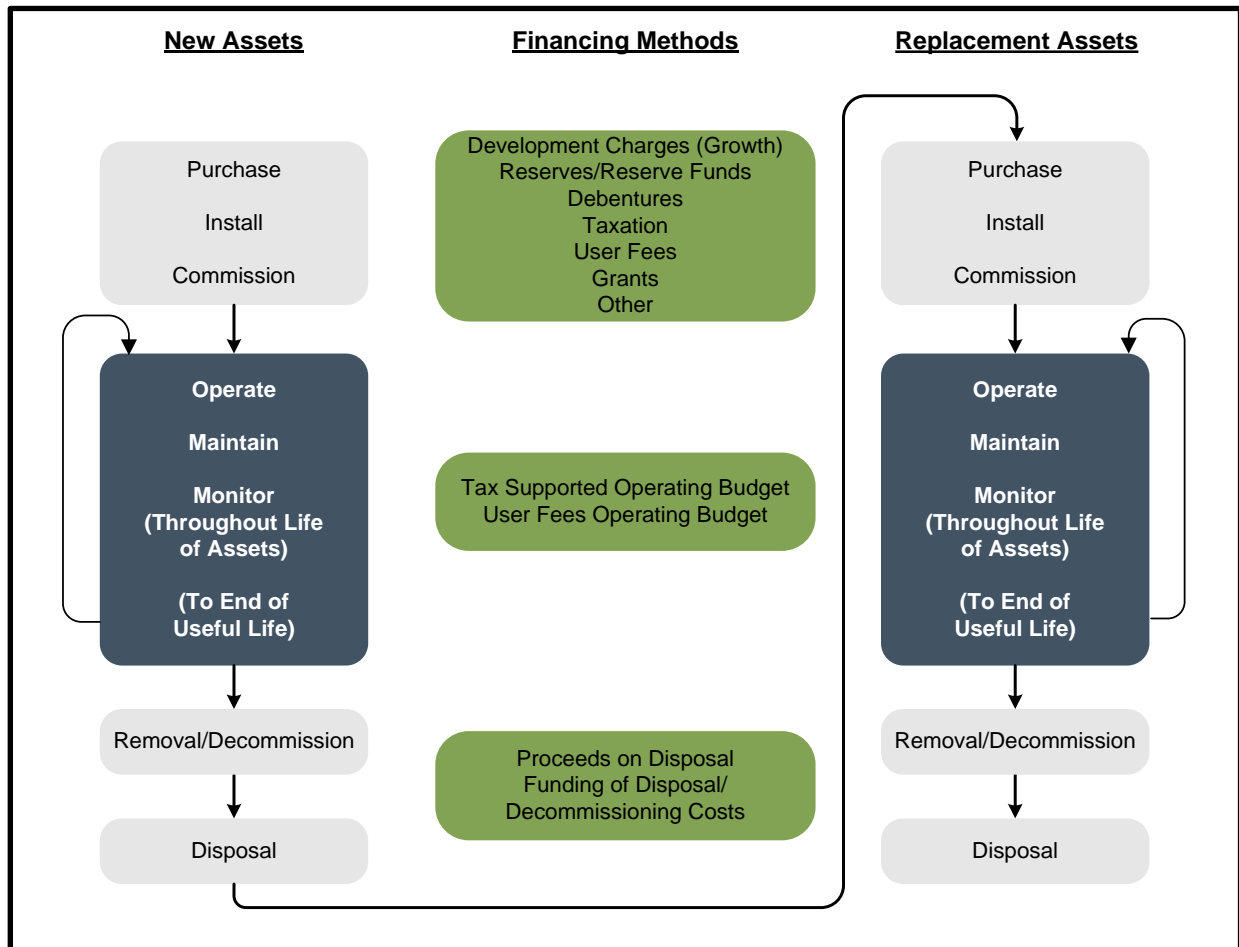 New Assets
Purchase
Install
Commission
Operate
Maintain
Monitor
(Throughout Life
of Assets)
(To End of
Useful Life)
Removal/Decommission
Disposal
Financing Methods
Development Charges (Growth)
Reserves/Reserve Funds
Debentures
Taxation
User Fees
Grants
Other
Tax Supported Operating Budget
User Fees Operating Budget
Proceeds on Disposal
Funding of Disposal/
Decommissioning Costs
Replacement Assets
Purchase
Install
Commission
Operate
Maintain
Monitor
(Throughout Life
of Assets)
(To End of
Useful Life)
Removal/Decommission
Disposal